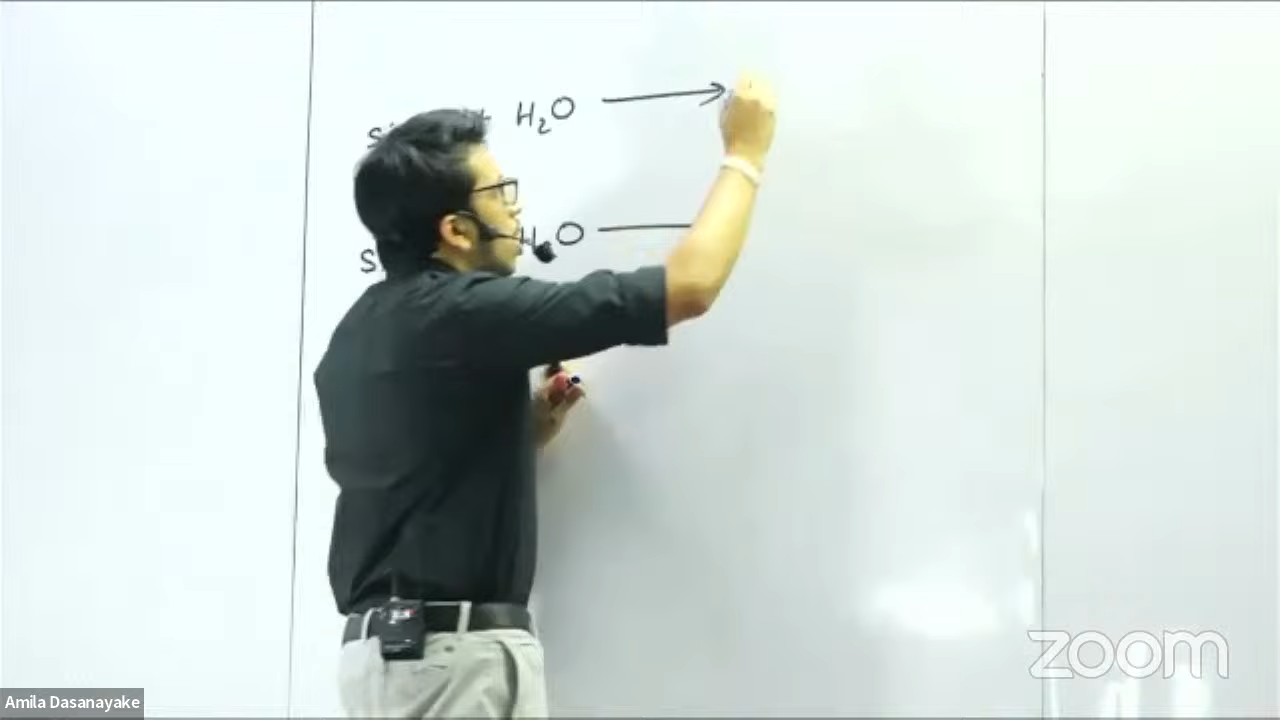 H₂O ⟶
H₂O —
zoom
Amila Dasanayake